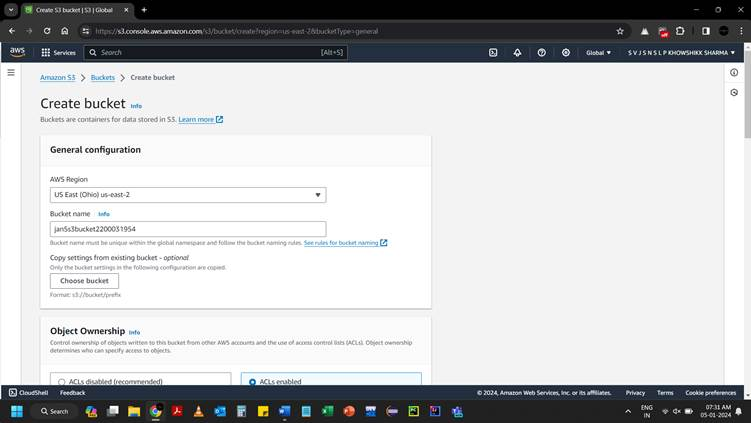 Create S3 bucket | S3 | Global
https://s3.console.aws.amazon.com/s3/bucket/create?region=us-east-2&bucketType=general
aws
Services
Search
[Alt+S]
Global
S V J S N S L P KHOWSHIKK SHARMA
Amazon S3 > Buckets > Create bucket
Create bucket Info
Buckets are containers for data stored in S3. Learn more
General configuration
AWS Region
US East (Ohio) us-east-2
Bucket name Info
jan5s3bucket2200031954
Bucket name must be unique within the global namespace and follow the bucket naming rules. See rules for bucket naming
Copy settings from existing bucket - optional
Only the bucket settings in the following configuration are copied.
Choose bucket
Format: s3://bucket/prefix
Object Ownership Info
Control ownership of objects written to this bucket from other AWS accounts and the use of access control lists (ACLs). Object ownership
determines who can specify access to objects.
ACLs disabled (recommended)
ACLs enabled
CloudShell Feedback
© 2024, Amazon Web Services, Inc. or its affiliates. Privacy Terms Cookie preferences
Search
ENG
IN
07:31 AM
05-01-2024